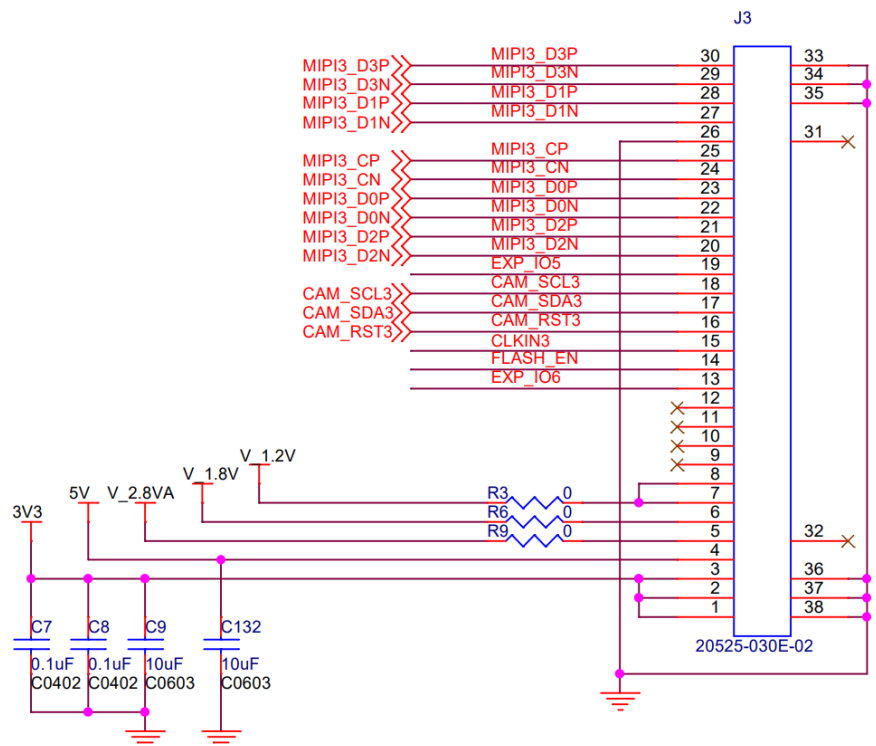 J3
MIPI3_D3P MIPI3_D3P 30 33
MIPI3_D3N MIPI3_D3N 29 34
MIPI3_D1P MIPI3_D1P 28 35
MIPI3_D1N MIPI3_D1N 27
26 31
MIPI3_CP MIPI3_CP 25
MIPI3_CN MIPI3_CN 24
MIPI3_D0P MIPI3_D0P 23
MIPI3_D0N MIPI3_D0N 22
MIPI3_D2P MIPI3_D2P 21
MIPI3_D2N MIPI3_D2N 20
EXP_IO5 19
CAM_SCL3 CAM_SCL3 18
CAM_SDA3 CAM_SDA3 17
CAM_RST3 CAM_RST3 16
CLKIN3 15
FLASH_EN 14
EXP_IO6 13
12
11
10
9
V_1.2V
V_1.8V 8
5V V_2.8VA R3 0 7
3V3 R6 0 6
R9 0 5 32
4
3 36
2 37
1 38
C7 C8 C9 C132
20525-030E-02
0.1uF 0.1uF 10uF 10uF
C0402 C0402 C0603 C0603